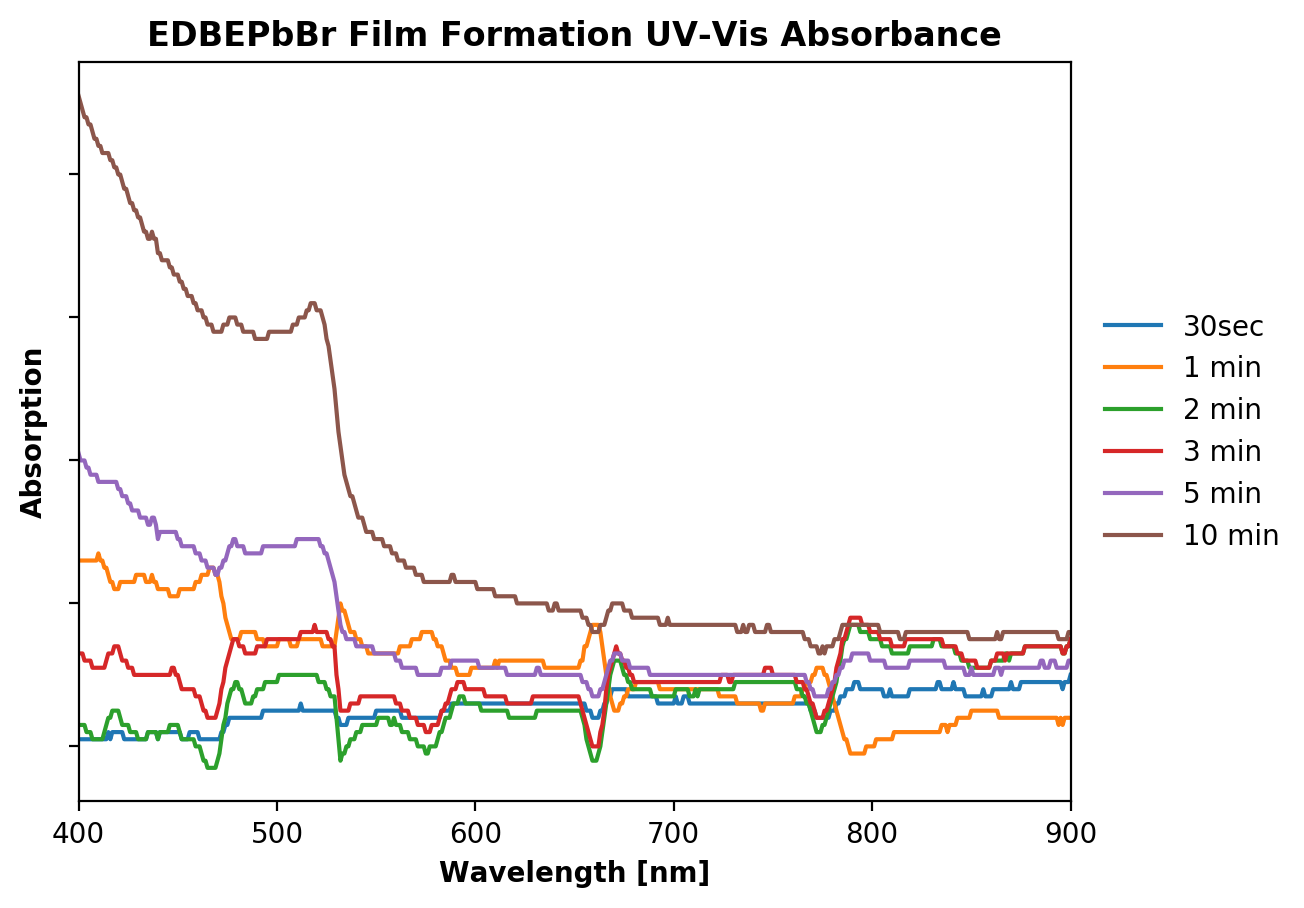 EDBEPbBr Film Formation UV-Vis Absorbance
Absorption
30sec
1 min
2 min
3 min
5 min
10 min
400 500 600 700 800 900
Wavelength [nm]